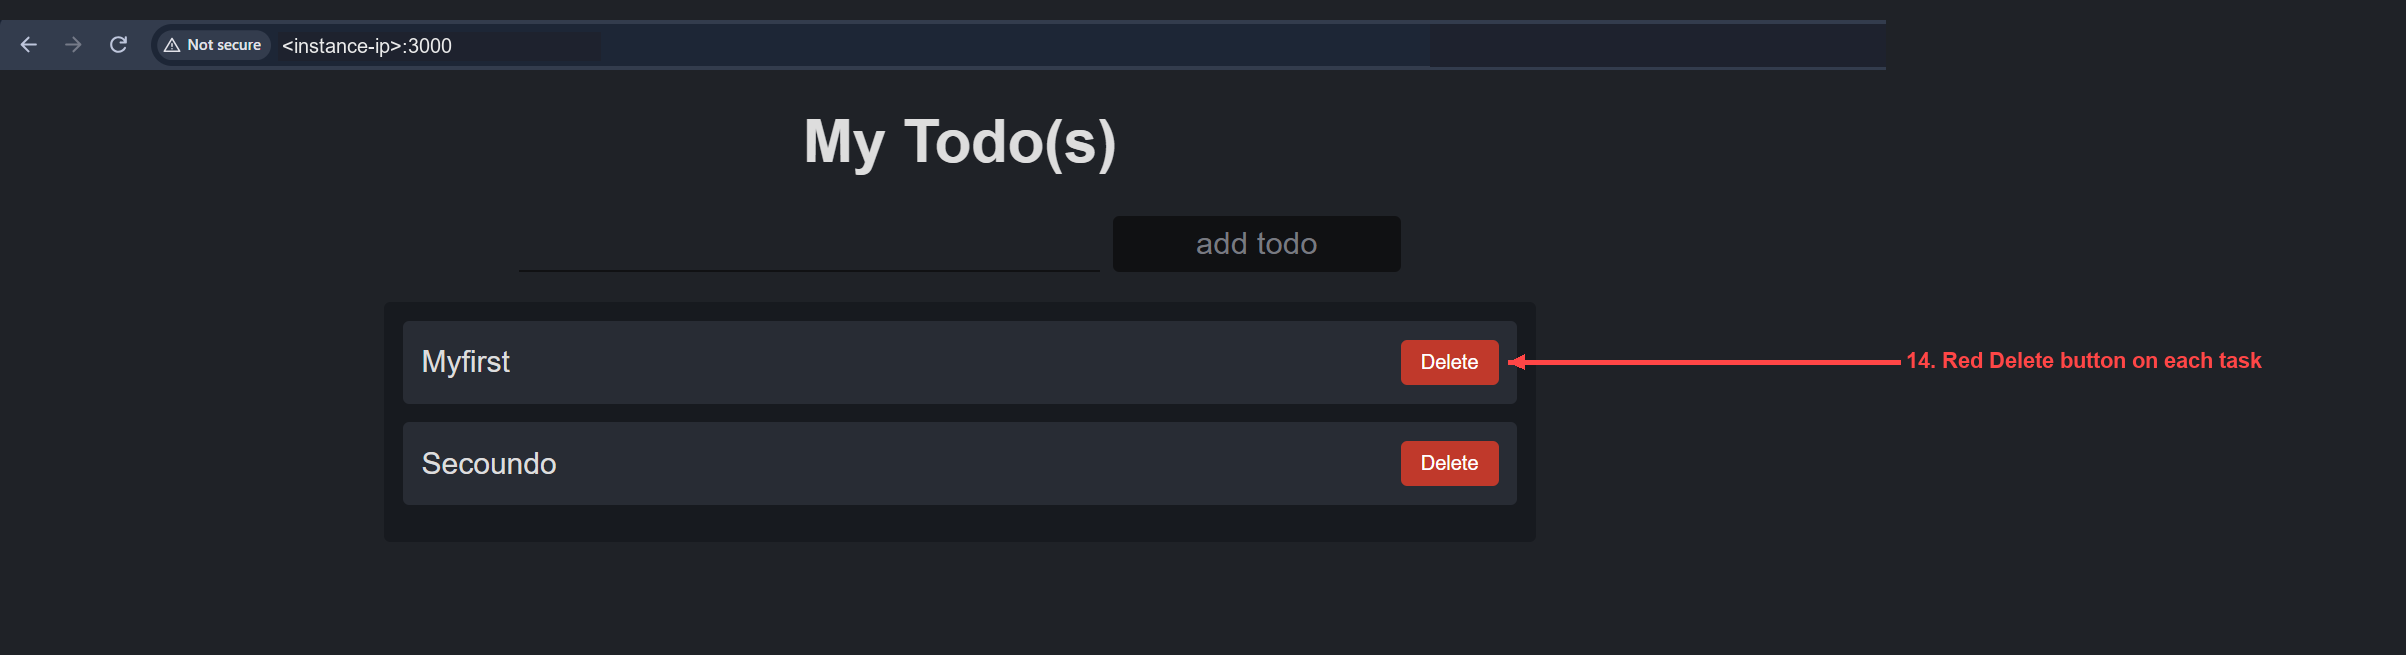 Not secure <instance-ip>:3000
My Todo(s)
add todo
Myfirst Delete 14. Red Delete button on each task
Secoundo Delete